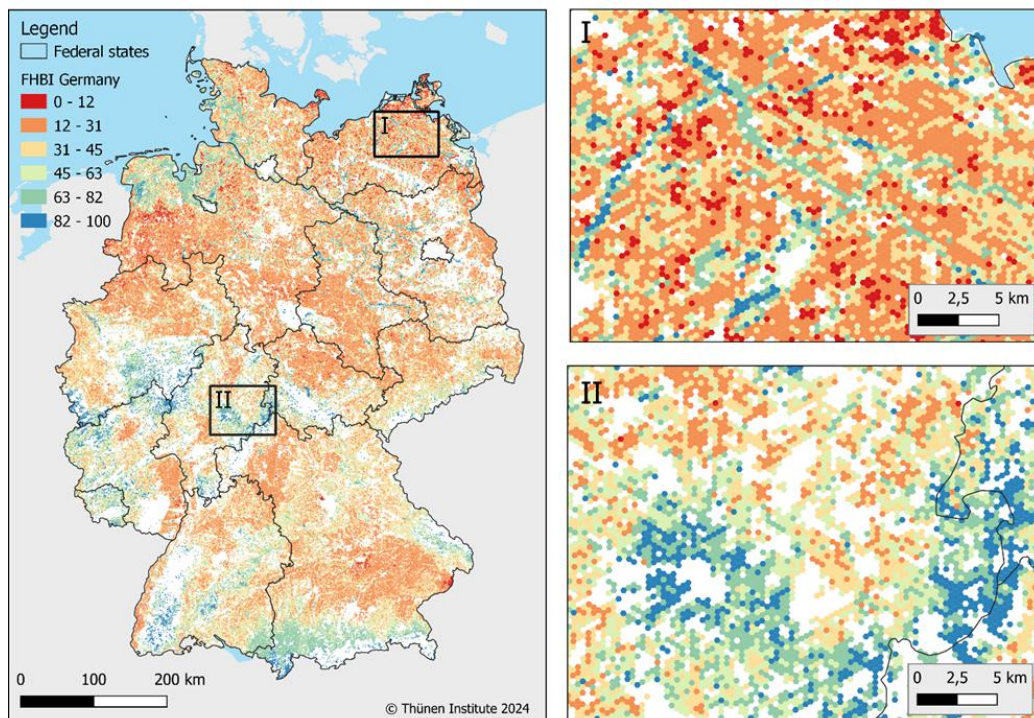 Legend
Federal states
FHBI Germany
0 - 12
12 - 31
31 - 45
45 - 63
63 - 82
82 - 100
I
II
0 100 200 km
© Thünen Institute 2024
I
0 2,5 5 km
II
0 2,5 5 km